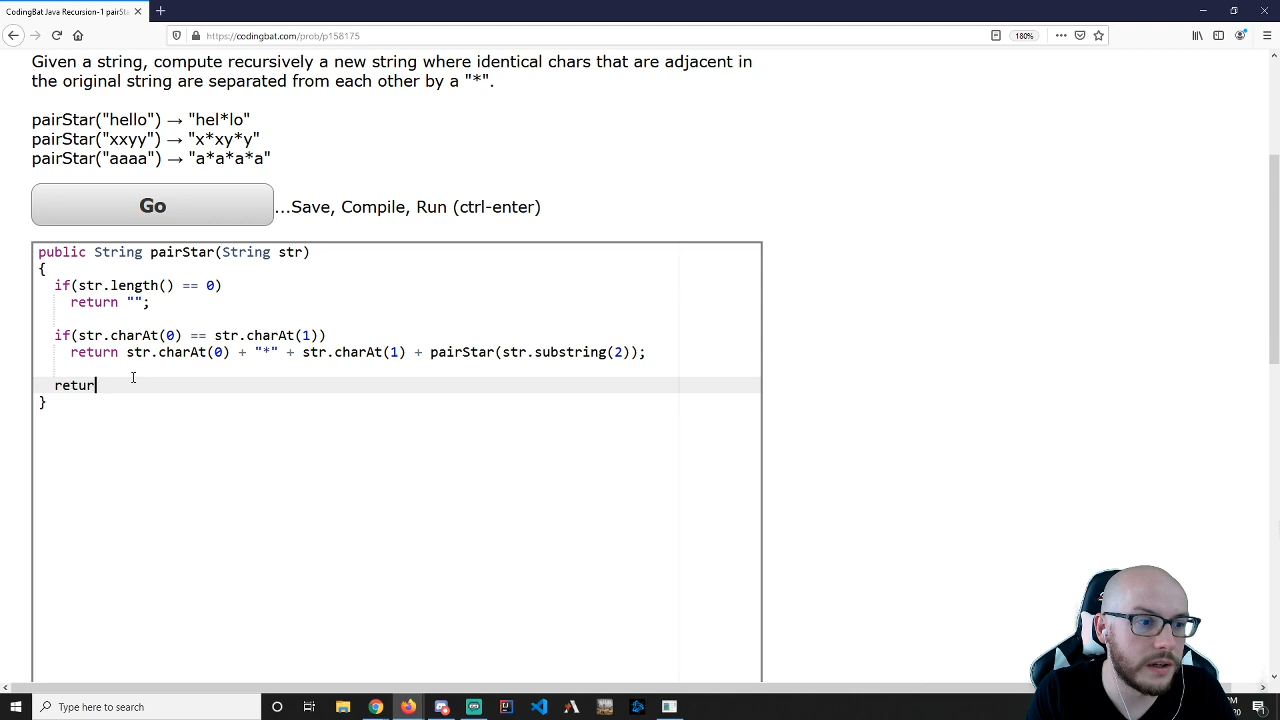 CodingBat Java Recursion-1 pairSta
https://codingbat.com/prob/p158175
180%
Given a string, compute recursively a new string where identical chars that are adjacent in
the original string are separated from each other by a "*".
pairStar("hello") → "hel*lo"
pairStar("xxyy") → "x*xy*y"
pairStar("aaaa") → "a*a*a*a"
Go
...Save, Compile, Run (ctrl-enter)
public String pairStar(String str)
{
if(str.length() == 0)
return "";
if(str.charAt(0) == str.charAt(1))
return str.charAt(0) + "*" + str.charAt(1) + pairStar(str.substring(2));
retur
}
Type here to search